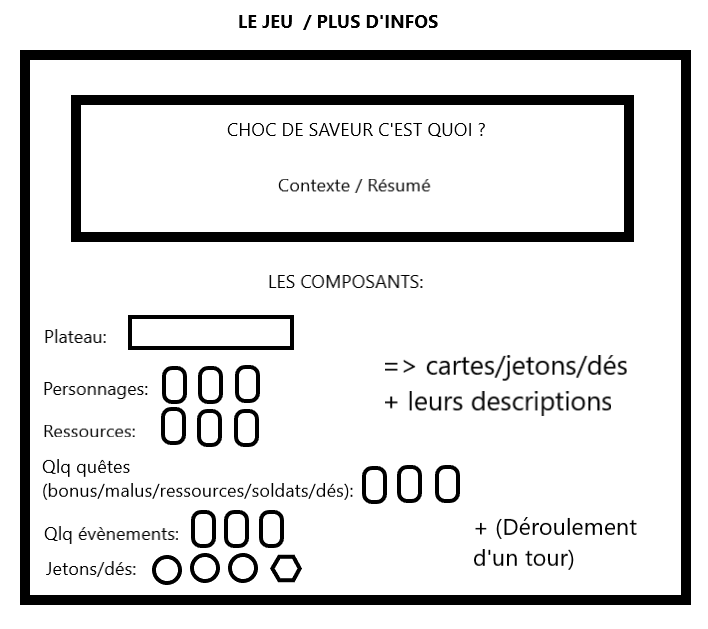 LE JEU / PLUS D'INFOS
CHOC DE SAVEUR C'EST QUOI ?
Contexte / Résumé
LES COMPOSANTS:
Plateau:
=> cartes/jetons/dés
+ leurs descriptions
Personnages:
Ressources:
Qlq quêtes
(bonus/malus/ressources/soldats/dés):
Qlq évènements:
+ (Déroulement
d'un tour)
Jetons/dés: